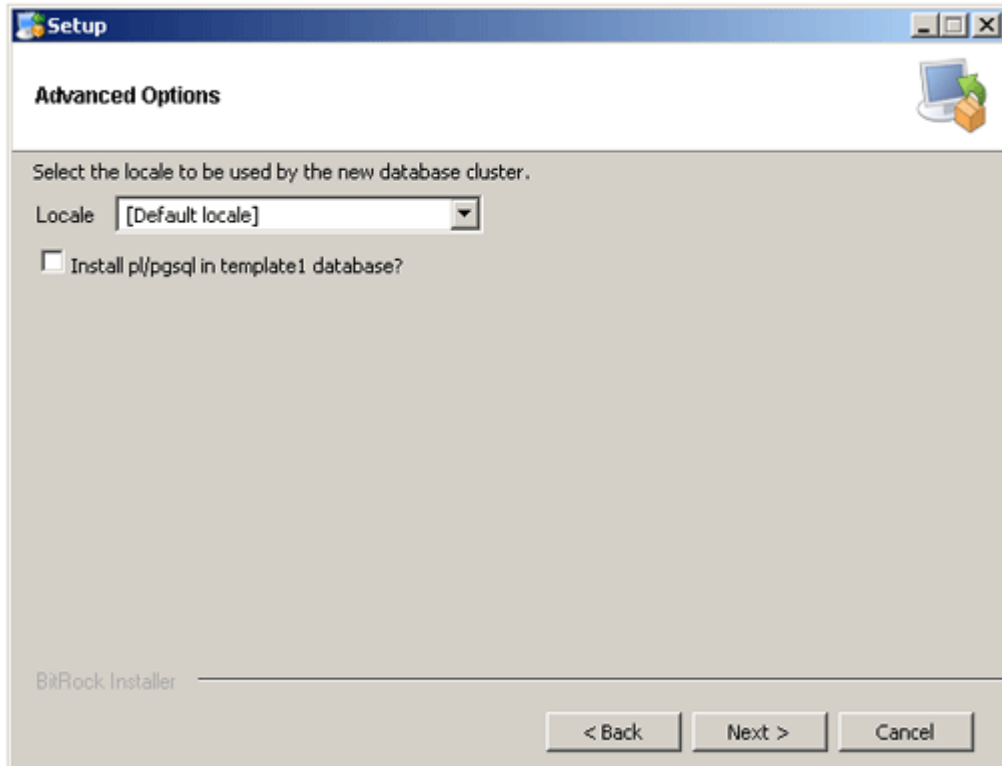 Setup
Advanced Options
Select the locale to be used by the new database cluster.
Locale [Default locale]
Install pl/pgsql in template1 database?
BitRock Installer
< Back Next > Cancel